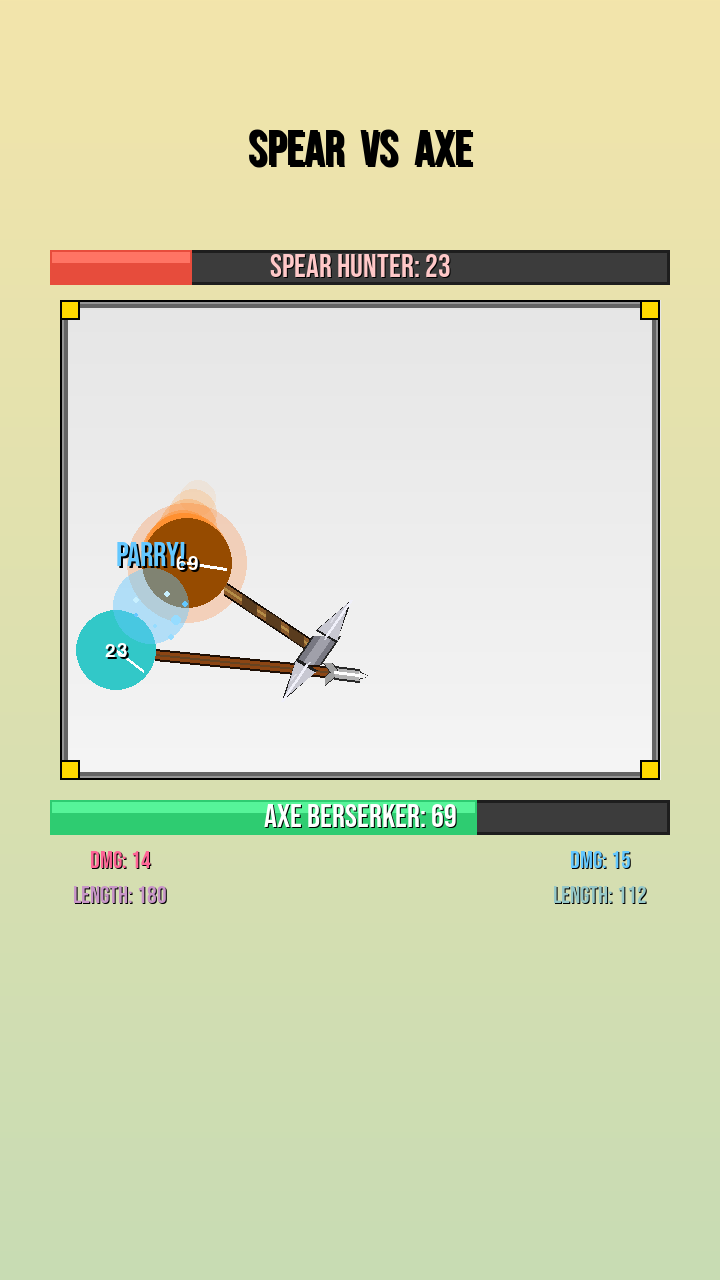 SPEAR VS AXE
SPEAR HUNTER: 23
PARRY!
69
23
AXE BERSERKER: 69
DMG: 14
DMG: 15
LENGTH: 180
LENGTH: 112